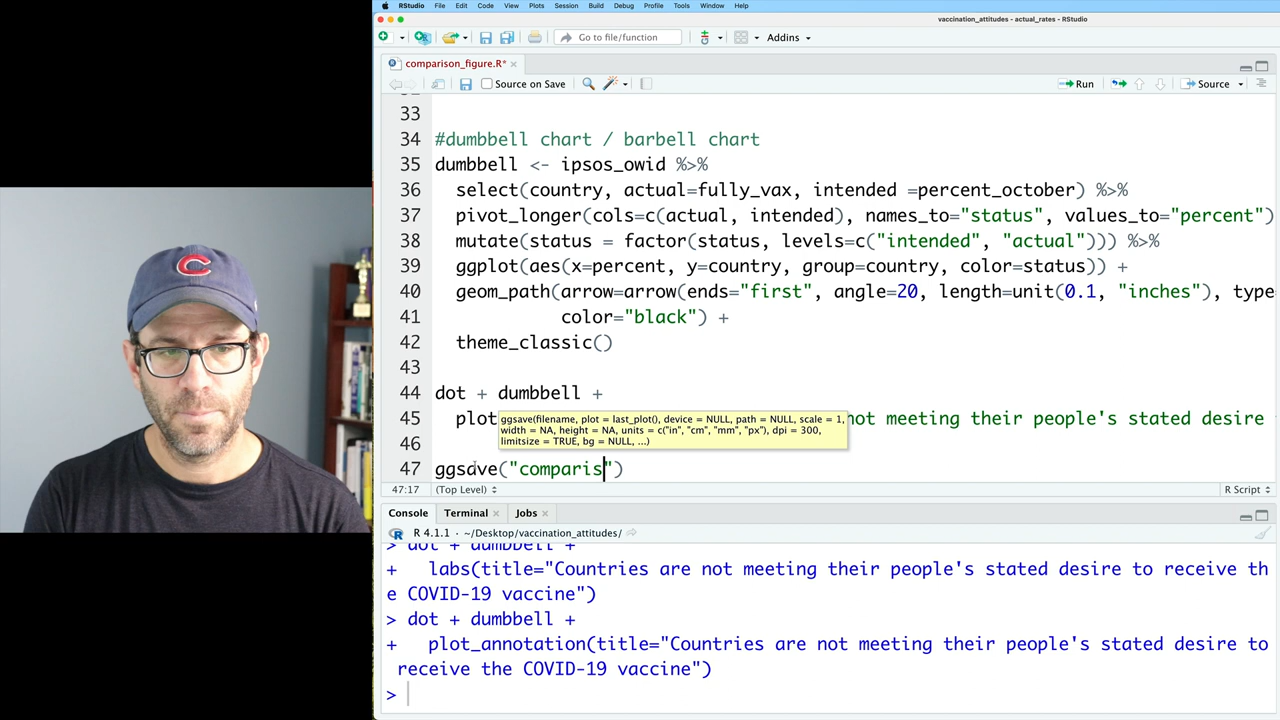 RStudio File Edit Code View Plots Session Build Debug Profile Tools Window Help
vaccination_attitudes - actual_rates - RStudio
Go to file/function Addins
comparison_figure.R*
Source on Save Run Source
33
34 #dumbbell chart / barbell chart
35 dumbbell <- ipsos_owid %>%
36 select(country, actual=fully_vax, intended =percent_october) %>%
37 pivot_longer(cols=c(actual, intended), names_to="status", values_to="percent")
38 mutate(status = factor(status, levels=c("intended", "actual"))) %>%
39 ggplot(aes(x=percent, y=country, group=country, color=status)) +
40 geom_path(arrow=arrow(ends="first", angle=20, length=unit(0.1, "inches"), type
41 color="black") +
42 theme_classic()
43
44 dot + dumbbell +
45 plot
ggsave(filename, plot = last_plot(), device = NULL, path = NULL, scale = 1,
width = NA, height = NA, units = c("in", "cm", "mm", "px"), dpi = 300,
limitsize = TRUE, bg = NULL, ...)
not meeting their people's stated desire
46
47 ggsave("comparis")
47:17 (Top Level) R Script
Console Terminal Jobs
R 4.1.1 · ~/Desktop/vaccination_attitudes/
> dot + dumbbell +
+ labs(title="Countries are not meeting their people's stated desire to receive th
e COVID-19 vaccine")
> dot + dumbbell +
+ plot_annotation(title="Countries are not meeting their people's stated desire to
receive the COVID-19 vaccine")
>
C